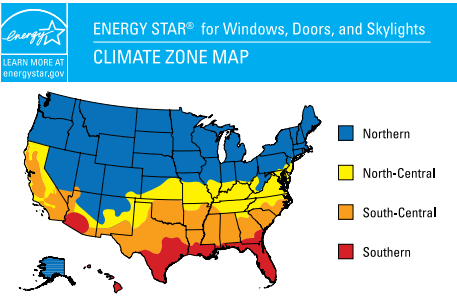 energy
LEARN MORE AT
energystar.gov
ENERGY STAR® for Windows, Doors, and Skylights
CLIMATE ZONE MAP
Northern
North-Central
South-Central
Southern